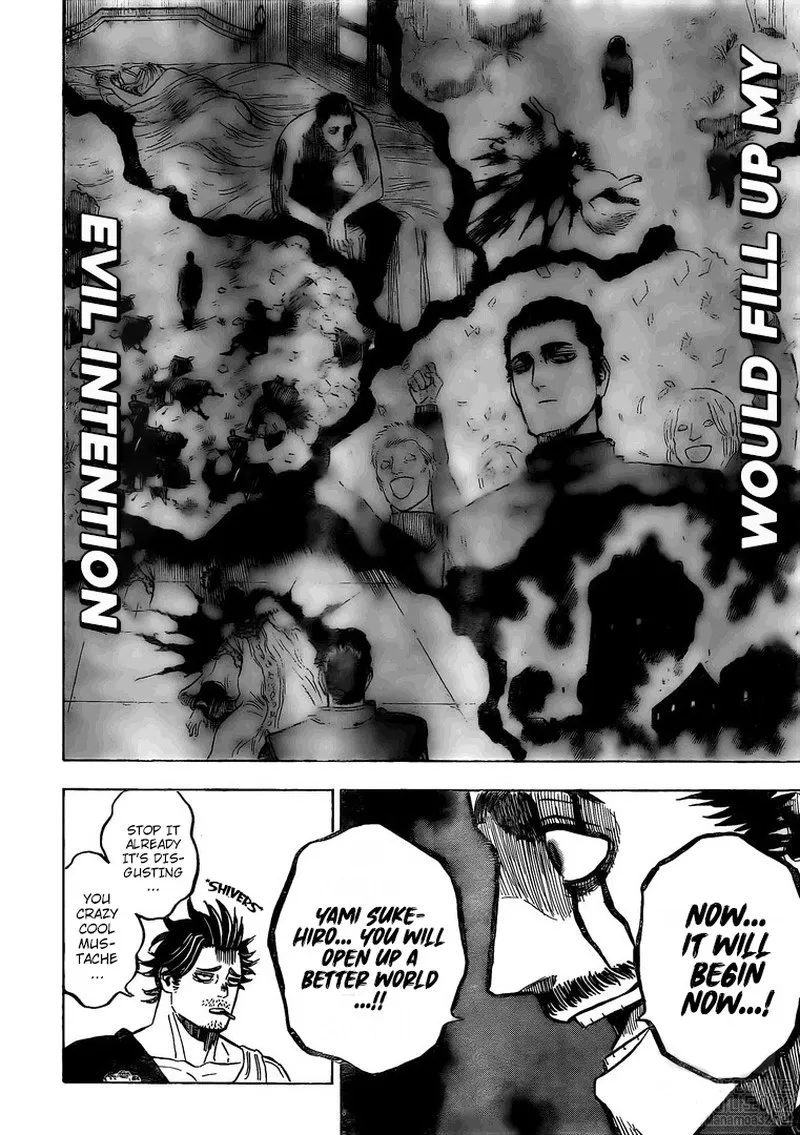 WOULD FILL UP MY
EVIL INTENTION
NOW...
IT WILL
BEGIN
NOW...!
YAMI SUKE-
HIRO... YOU WILL
OPEN UP A
BETTER WORLD
...!!
"SHIVERS"
STOP IT
ALREADY
IT'S DIS-
GUSTING
...
YOU
CRAZY
COOL
MUS-
TACHE
...